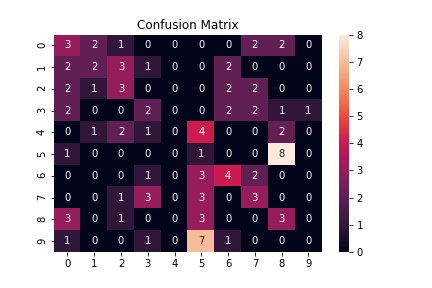 Confusion Matrix
0 3 2 1 0 0 0 0 2 2 0
1 2 2 3 1 0 0 2 0 0 0
2 2 1 3 0 0 0 2 2 0 0
3 2 0 0 2 0 0 2 2 1 1
4 0 1 2 1 0 4 0 0 2 0
5 1 0 0 0 0 1 0 0 8 0
6 0 0 0 1 0 3 4 2 0 0
7 0 0 1 3 0 3 0 3 0 0
8 3 0 1 0 0 3 0 0 3 0
9 1 0 0 1 0 7 1 0 0 0
0 1 2 3 4 5 6 7 8 9
8
7
6
5
4
3
2
1
0